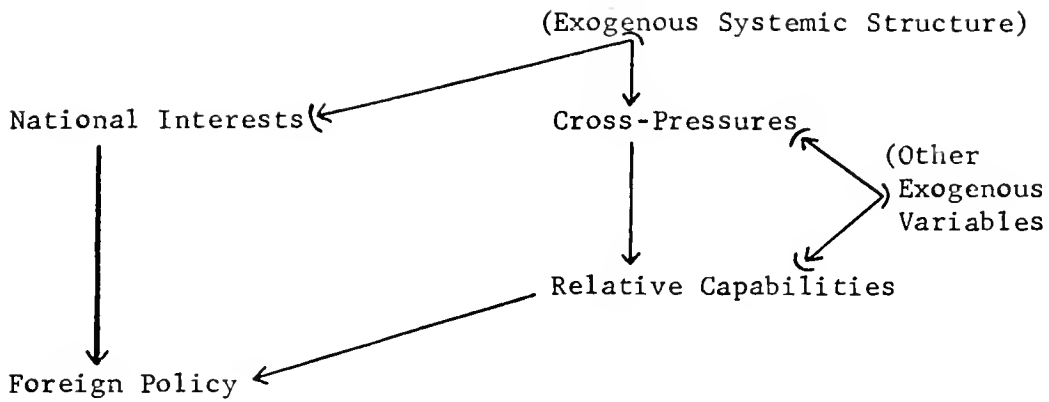 (Exogenous Systemic Structure)
National Interests
Cross-Pressures
(Other
Exogenous
Variables
Relative Capabilities
Foreign Policy